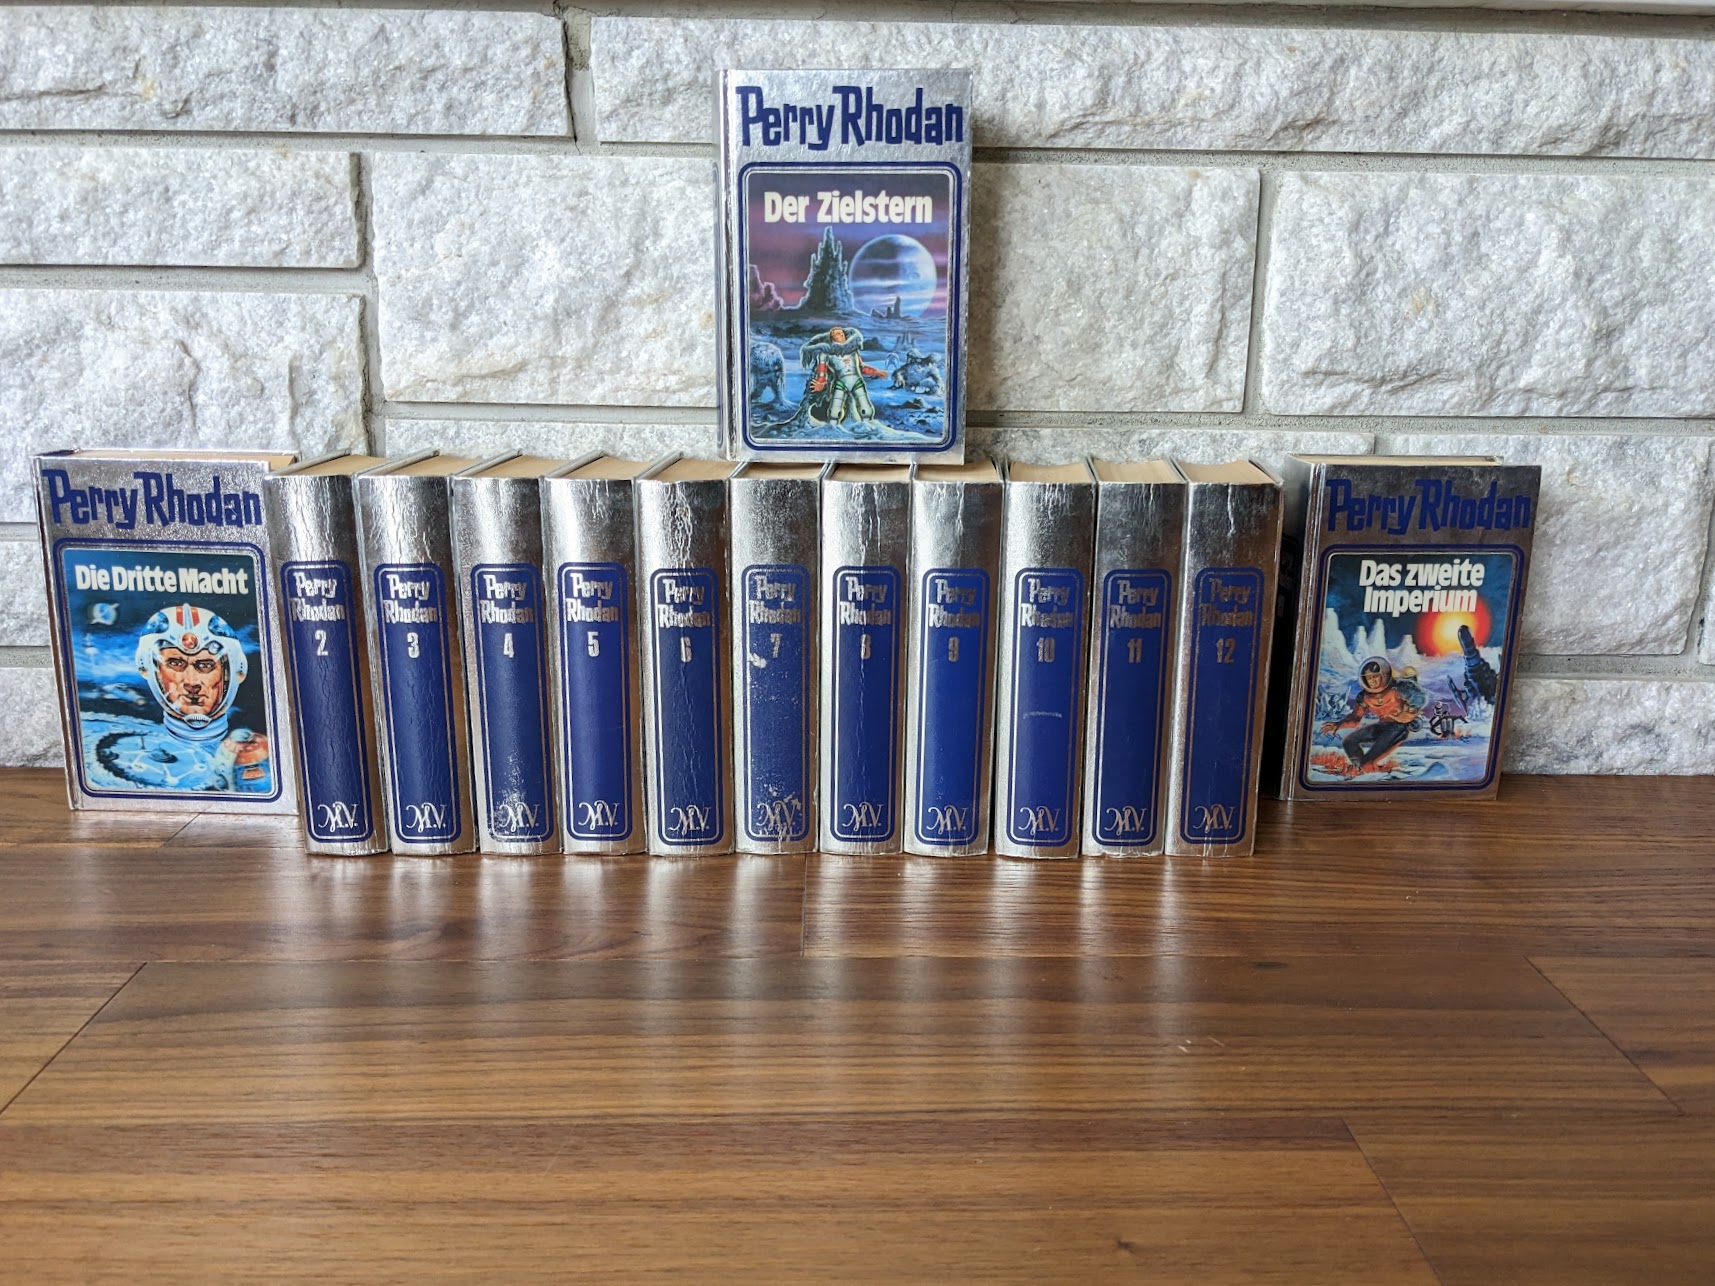 Perry Rhodan
Der Zielstern
Perry Rhodan
Die Dritte Macht
Perry
Rhodan
2
M.V.
Perry
Rhodan
3
M.V.
Perry
Rhodan
4
M.V.
Perry
Rhodan
5
M.V.
Perry
Rhodan
6
M.V.
Perry
Rhodan
7
M.V.
Perry
Rhodan
8
M.V.
Perry
Rhodan
9
M.V.
Perry
Rhodan
10
M.V.
Perry
Rhodan
11
M.V.
Perry
Rhodan
12
M.V.
Perry Rhodan
Das zweite
Imperium